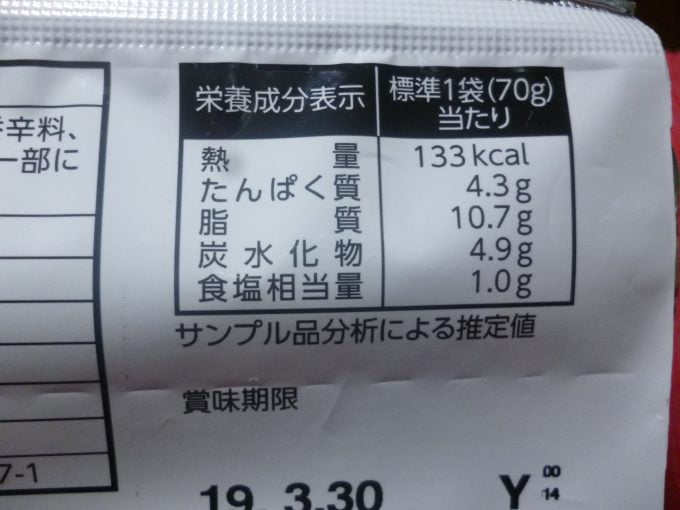 辛料、
一部に
7-1
栄養成分表示
標準1袋(70g)
当たり
熱量 133kcal
たんぱく質 4.3g
脂質 10.7g
炭水化物 4.9g
食塩相当量 1.0g
サンプル品分析による推定値
賞味期限
19. 3.30 Y 00
14